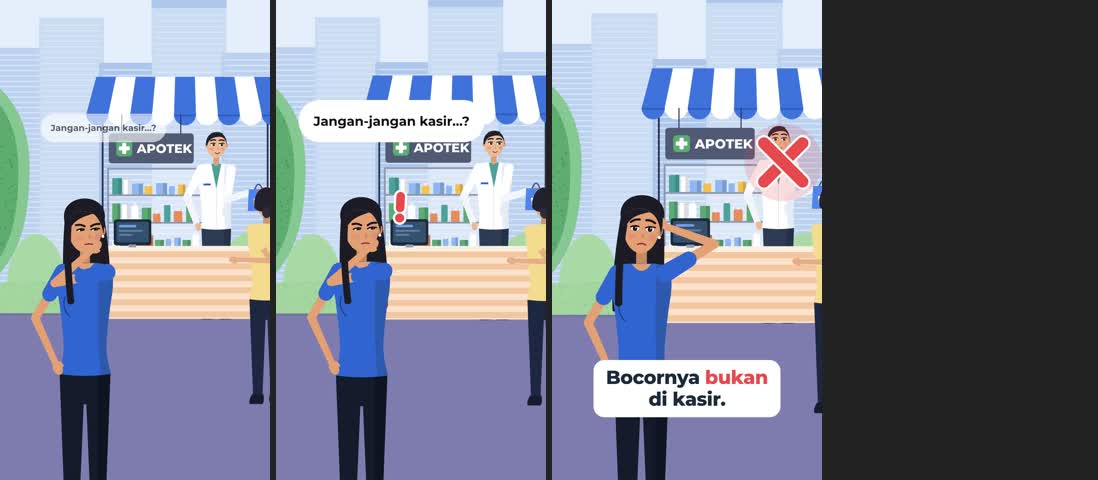 Jangan-jangan kasir...?
APOTEK
Jangan-jangan kasir...?
APOTEK
APOTEK
Bocornya bukan
di kasir.